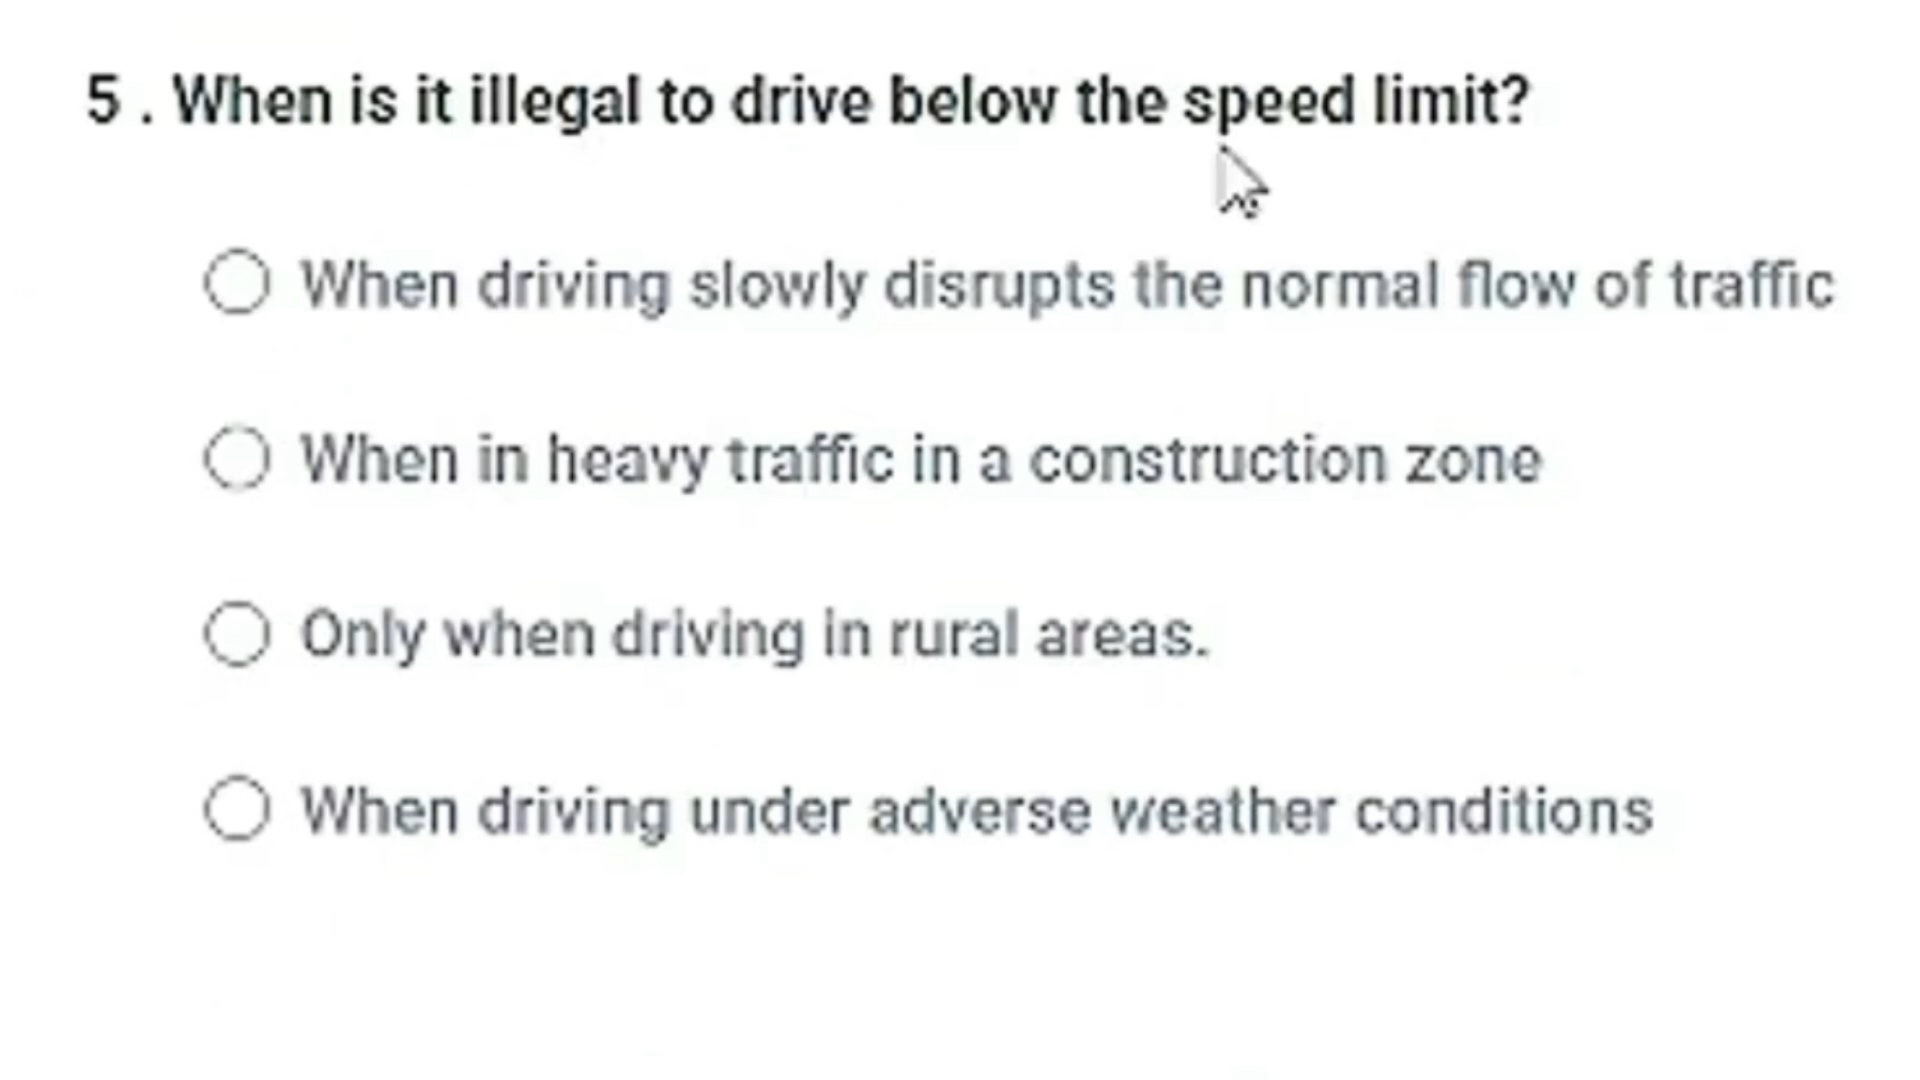 5 . When is it illegal to drive below the speed limit?
When driving slowly disrupts the normal flow of traffic
When in heavy traffic in a construction zone
Only when driving in rural areas.
When driving under adverse weather conditions